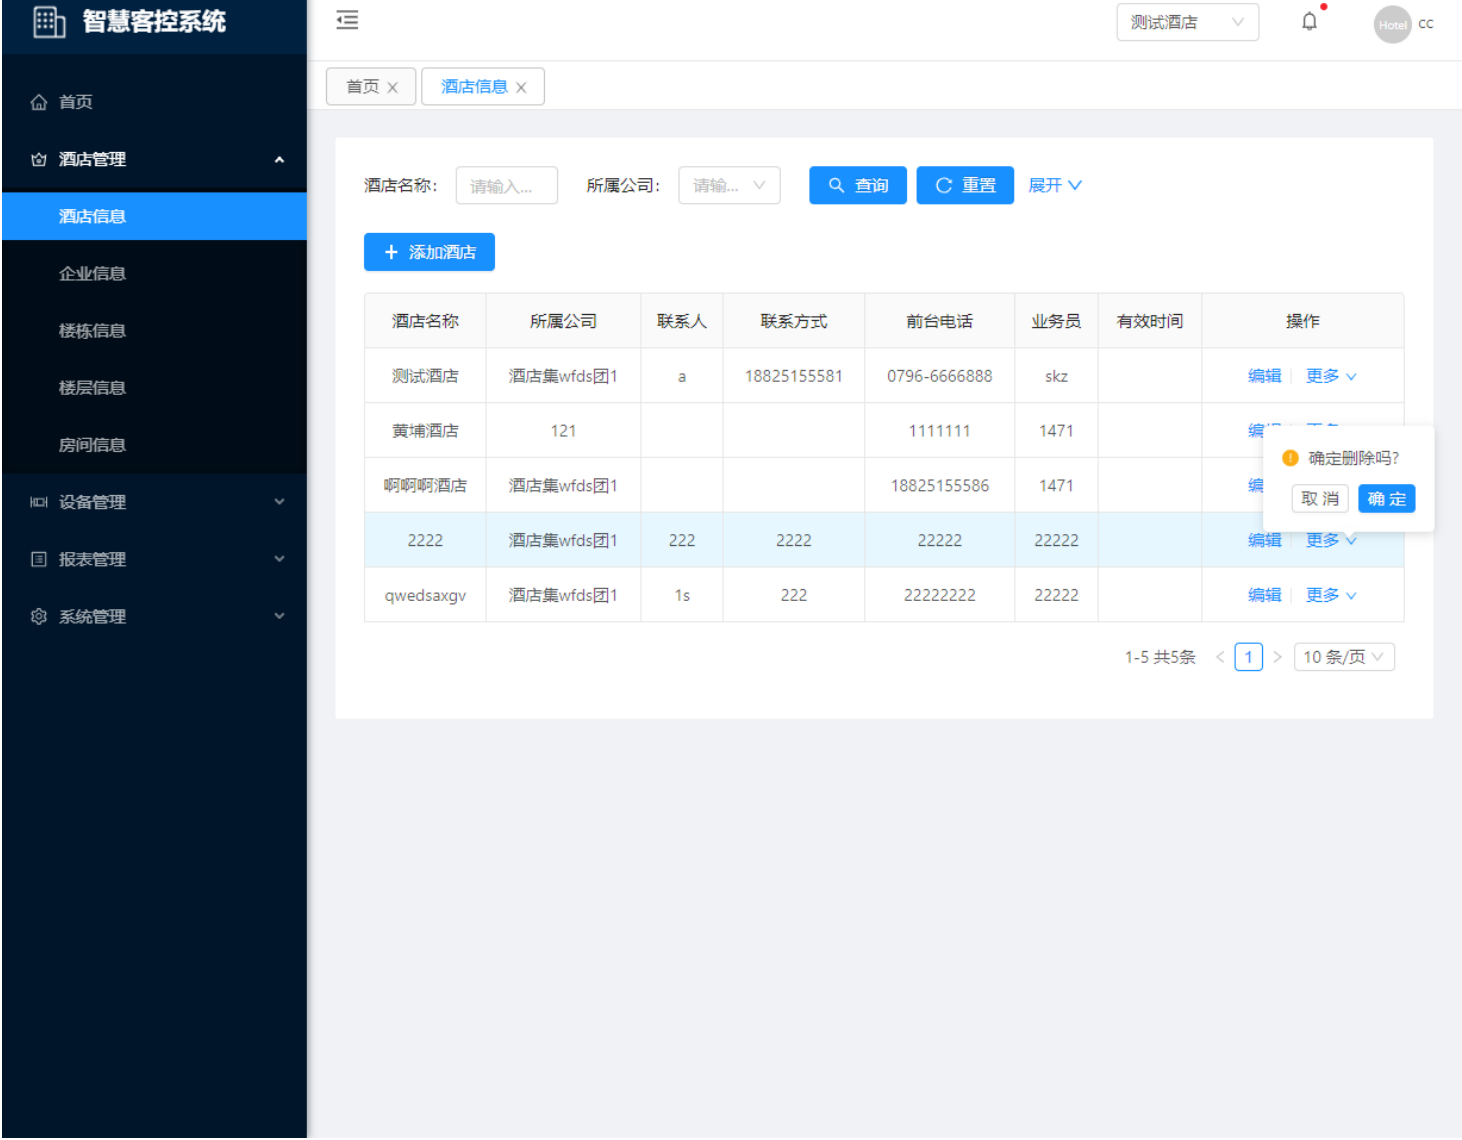 智慧客控系统
测试酒店
Hotel
cc
首页
酒店信息
首页
酒店管理
酒店信息
企业信息
楼栋信息
楼层信息
房间信息
设备管理
报表管理
系统管理
酒店名称: 请输入... 所属公司: 请输... 查询 重置 展开
+ 添加酒店
酒店名称 所属公司 联系人 联系方式 前台电话 业务员 有效时间 操作
测试酒店 酒店集wfds团1 a 18825155581 0796-6666888 skz 编辑 更多
黄埔酒店 121 1111111 1471
啊啊啊酒店 酒店集wfds团1 18825155586 1471
确定删除吗?
取 消 确 定
2222 酒店集wfds团1 222 2222 22222 22222 编辑 更多
qwedsaxgv 酒店集wfds团1 1s 222 22222222 22222 编辑 更多
1-5 共5条 < 1 > 10 条/页